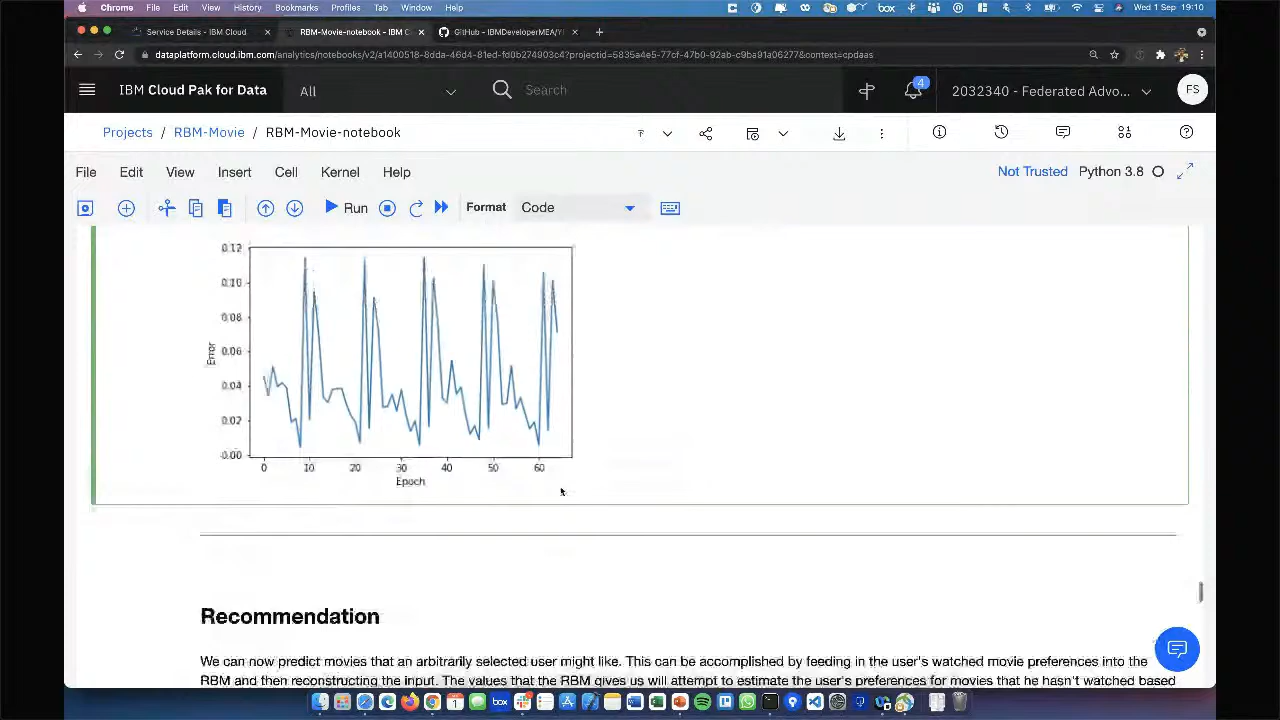 Chrome File Edit View History Bookmarks Profiles Tab Window Help
box
Wed 1 Sep 19:10
Service Details - IBM Cloud
RBM-Movie-notebook - IBM C
GitHub - IBMDeveloperMEA/Y
dataplatform.cloud.ibm.com/analytics/notebooks/v2/a1400518-8dda-46d4-81ed-fd0b274903c4?projectid=5835a4e5-77cf-47b0-92ab-c9ba91a06277&context=cpdaas
IBM Cloud Pak for Data
All
Search
4
2032340 - Federated Advo...
FS
Projects / RBM-Movie / RBM-Movie-notebook
File Edit View Insert Cell Kernel Help
Not Trusted Python 3.8
Run
Format
Code
0.12
0.10
0.08
0.06
0.04
0.02
0.00
Error
0 10 20 30 40 50 60
Epoch
Recommendation
We can now predict movies that an arbitrarily selected user might like. This can be accomplished by feeding in the user's watched movie preferences into the
RBM and then reconstructing the input. The values that the RBM gives us will attempt to estimate the user's preferences for movies that he hasn't watched based
1
box